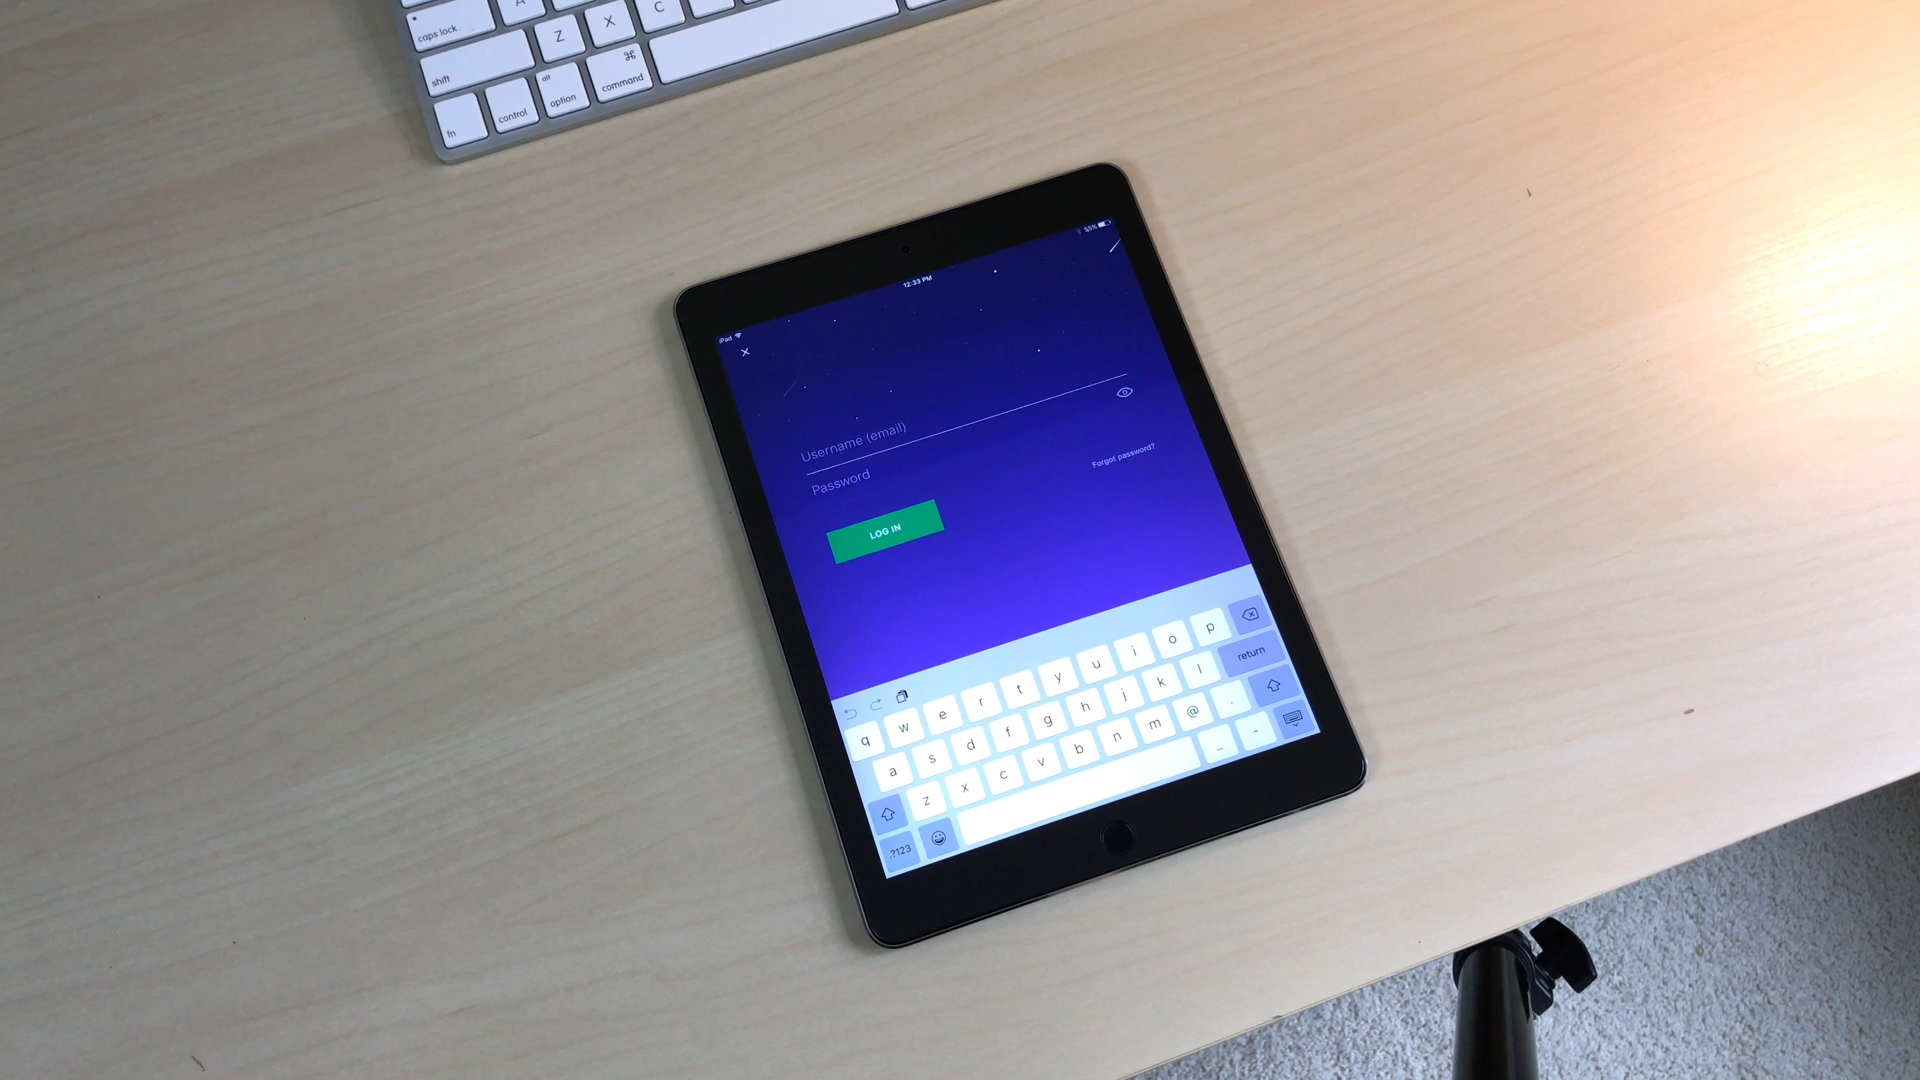 A
caps lock
Z X C
shift
⌘
alt
fn control option command
55%
12:33 PM
iPad
Username (email)
Password
Forgot password?
LOG IN
q w e r t y u i o p
a s d f g h j k l return
z x c v b n m @ .
.?123 _ -